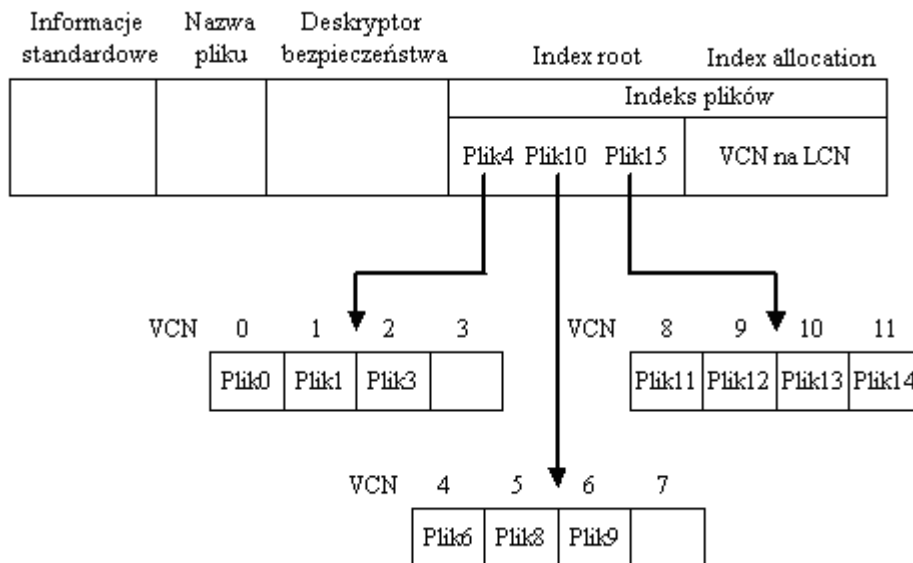 Informacje standardowe
Nazwa pliku
Deskryptor bezpieczeństwa
Index root
Index allocation
Indeks plików
Plik4 Plik10 Plik15
VCN na LCN
VCN 0 1 2 3
Plik0 Plik1 Plik3
VCN 8 9 10 11
Plik11 Plik12 Plik13 Plik14
VCN 4 5 6 7
Plik6 Plik8 Plik9